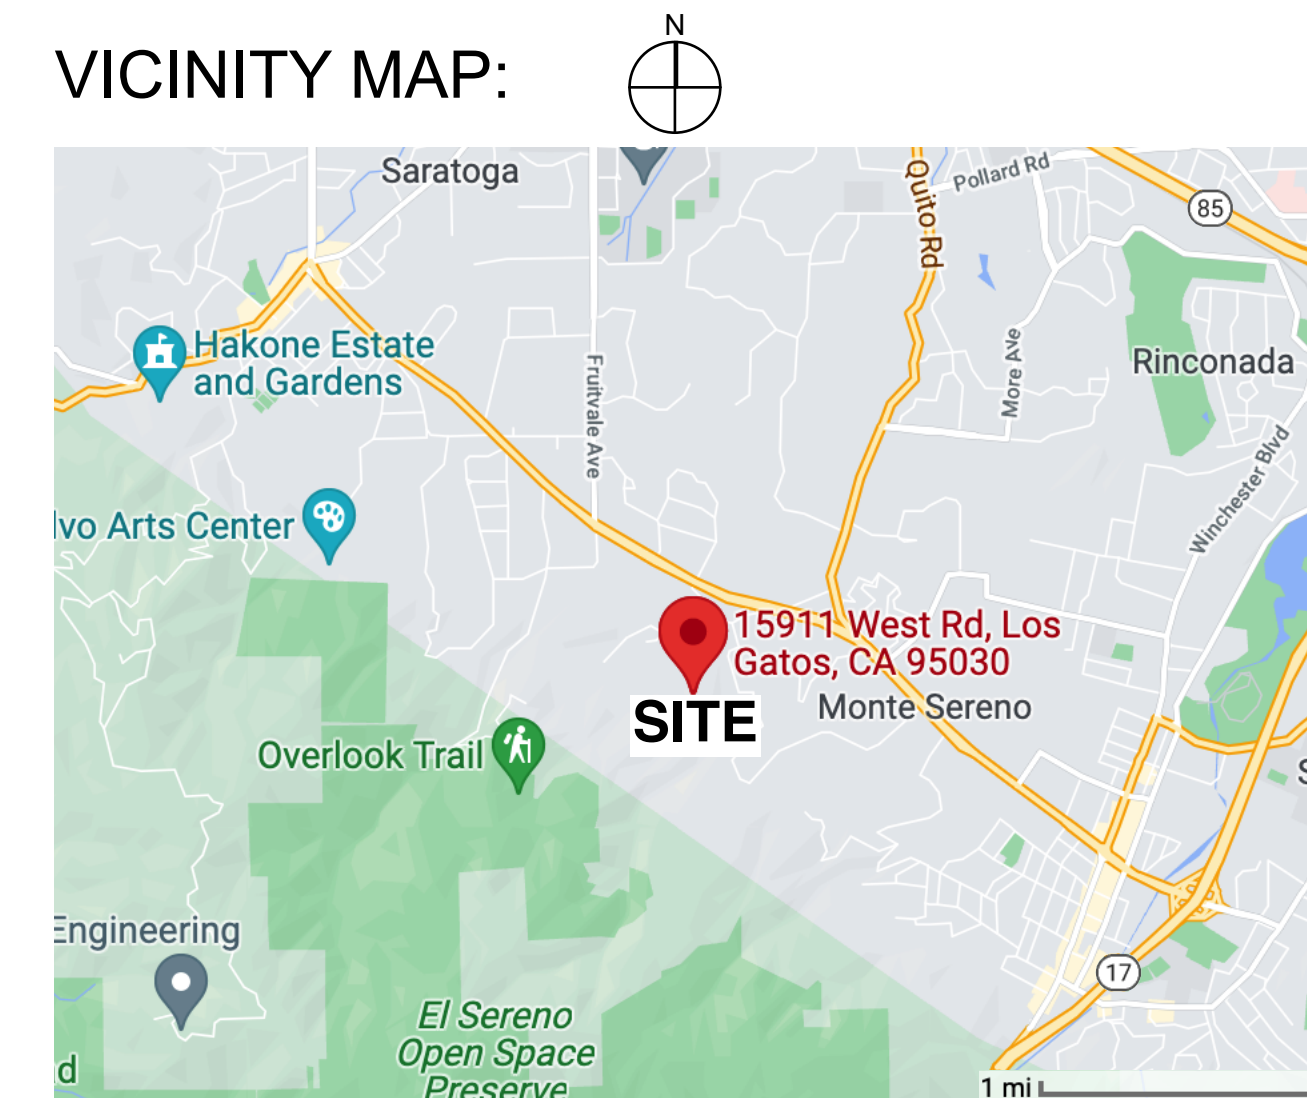 N
VICINITY MAP:
Saratoga
Pollard Rd
Quito Rd
85
Hakone Estate
and Gardens
Fruitvale Ave
More Ave
Rinconada
Winchester Blvd
lvo Arts Center
15911 West Rd, Los
Gatos, CA 95030
SITE
Monte Sereno
Overlook Trail
S
Engineering
17
El Sereno
Open Space
Preserve
d
1 mi